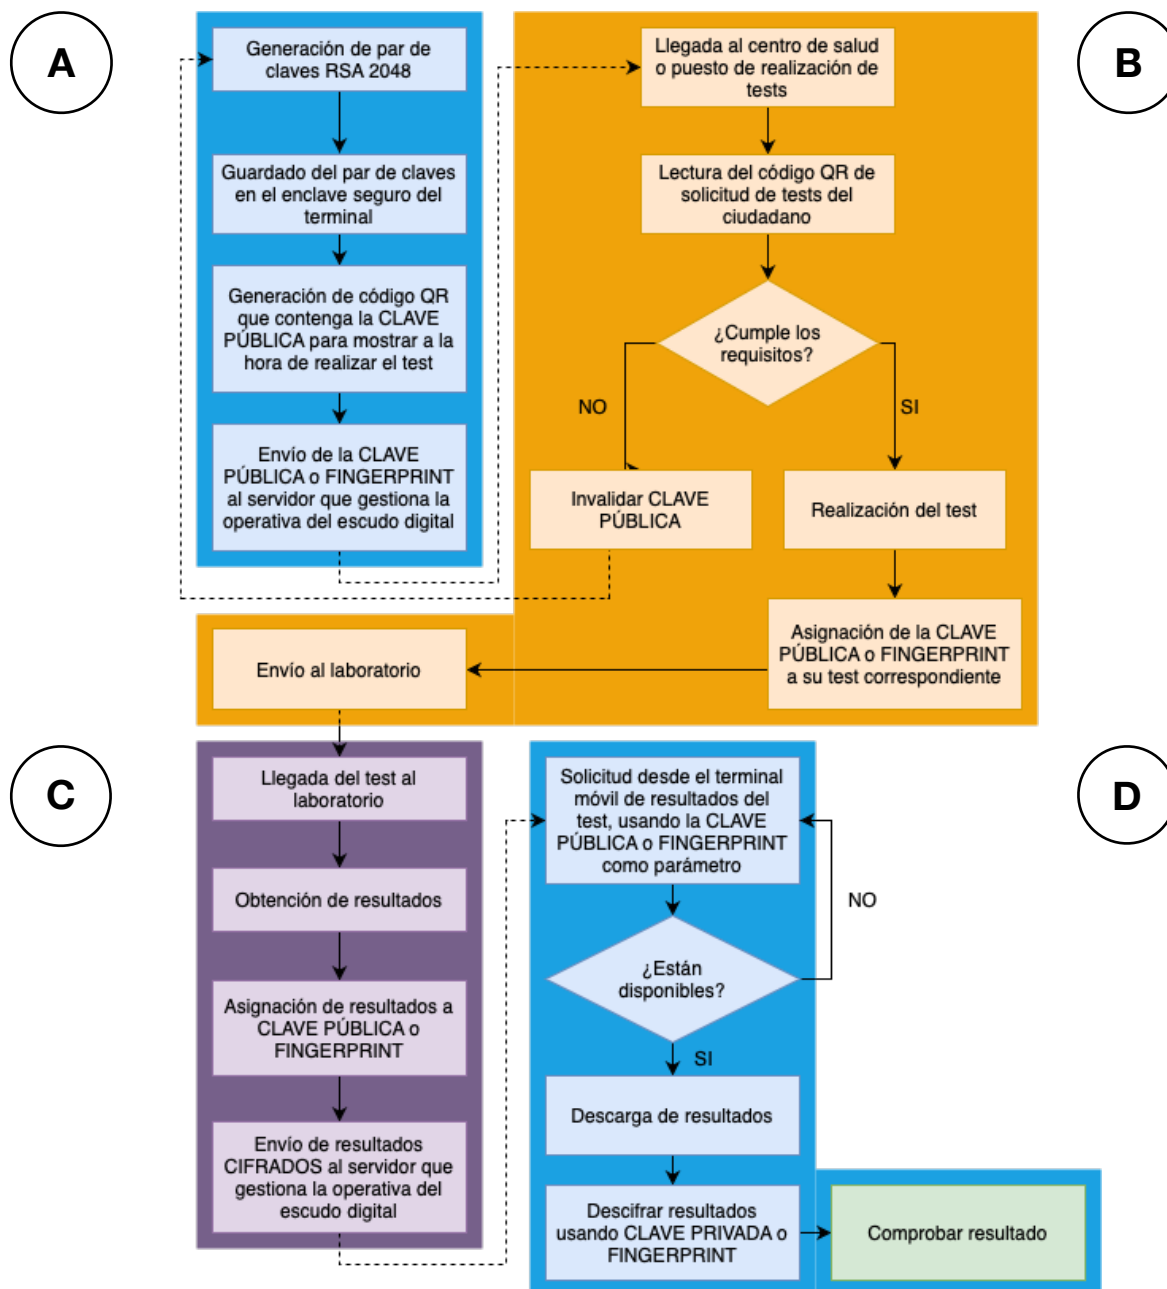 A
Generación de par de
claves RSA 2048
Guardado del par de claves
en el enclave seguro del
terminal
Generación de código QR
que contenga la CLAVE
PÚBLICA para mostrar a la
hora de realizar el test
Envío de la CLAVE
PÚBLICA o FINGERPRINT
al servidor que gestiona la
operativa del escudo digital
B
Llegada al centro de salud
o puesto de realización de
tests
Lectura del código QR de
solicitud de tests del
ciudadano
¿Cumple los
requisitos?
NO
SI
Invalidar CLAVE
PÚBLICA
Realización del test
Asignación de la CLAVE
PÚBLICA o FINGERPRINT
a su test correspondiente
Envío al laboratorio
C
Llegada del test al
laboratorio
Obtención de resultados
Asignación de resultados a
CLAVE PÚBLICA o
FINGERPRINT
Envío de resultados
CIFRADOS al servidor que
gestiona la operativa del
escudo digital
D
Solicitud desde el terminal
móvil de resultados del
test, usando la CLAVE
PÚBLICA o FINGERPRINT
como parámetro
NO
¿Están
disponibles?
SI
Descarga de resultados
Descifrar resultados
usando CLAVE PRIVADA o
FINGERPRINT
Comprobar resultado